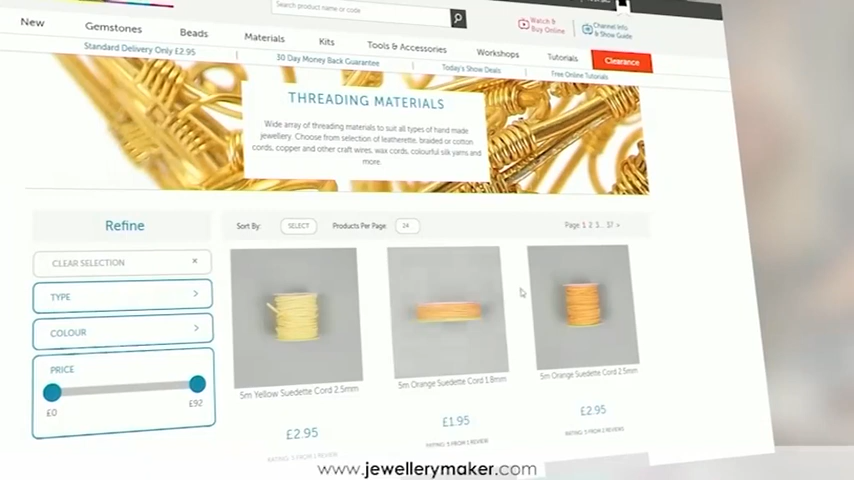 Search product name or code
Watch & Buy Online
Channel Info & Show Guide
New Gemstones Beads Materials Kits Tools & Accessories Workshops Tutorials Clearance
Standard Delivery Only £2.95 | 30 Day Money Back Guarantee | Today's Show Deals | Free Online Tutorials
THREADING MATERIALS
Wide array of threading materials to suit all types of hand made
jewellery. Choose from selection of leatherette, braided or cotton
cords, copper and other craft wires, wax cords, colourful silk yarns and
more.
Refine
Sort By: SELECT Products Per Page: 24 Page: 1 2 3... 37 >
CLEAR SELECTION ×
TYPE >
COLOUR >
PRICE
£0 £92
5m Yellow Suedette Cord 2.5mm
5m Orange Suedette Cord 1.8mm
5m Orange Suedette Cord 2.5mm
£2.95
£1.95
£2.95
RATING: 5 FROM 1 REVIEW
RATING: 5 FROM 1 REVIEW
RATING: 5 FROM 2 REVIEWS
www.jewellerymaker.com